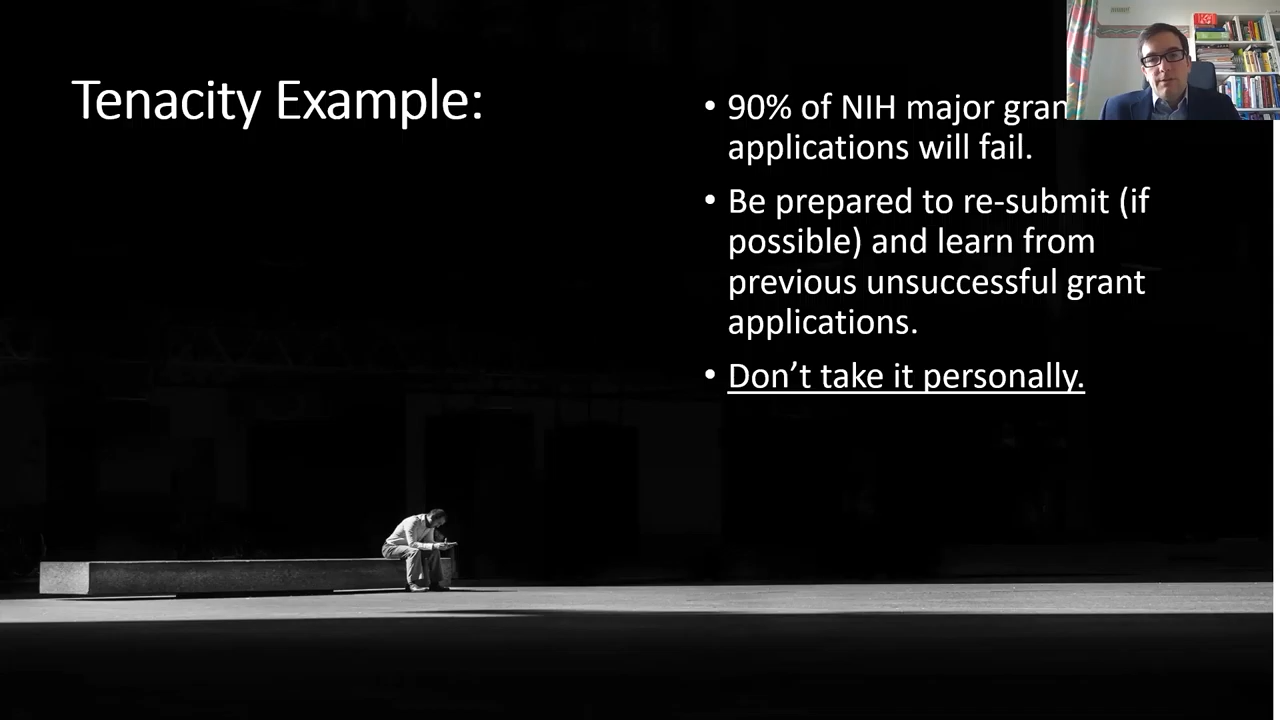 Tenacity Example:
• 90% of NIH major gran
applications will fail.
• Be prepared to re-submit (if
possible) and learn from
previous unsuccessful grant
applications.
• Don’t take it personally.